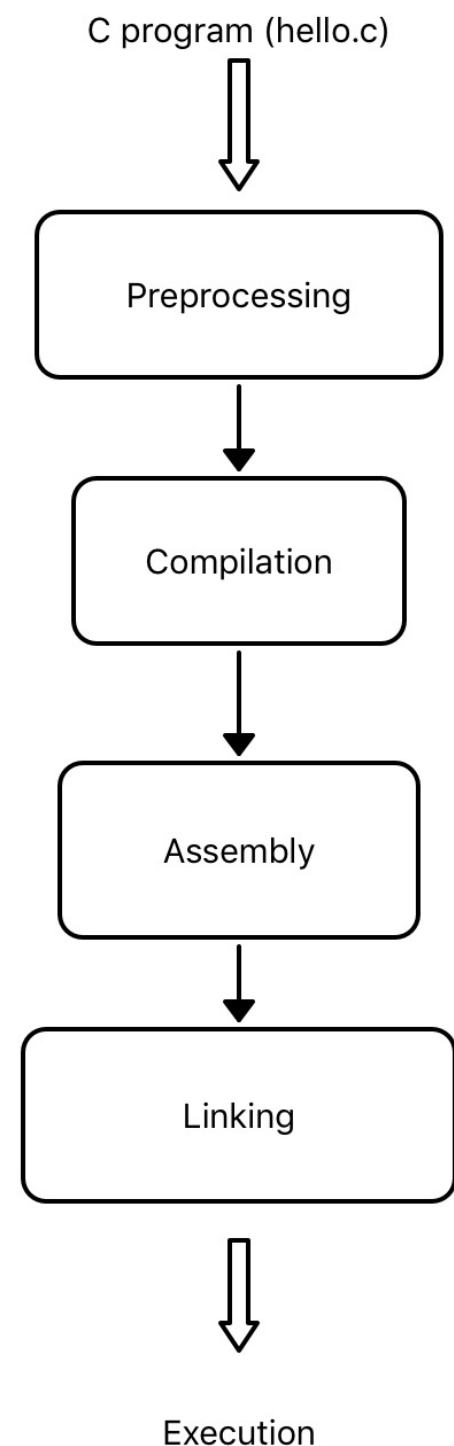 C program (hello.c)
Preprocessing
Compilation
Assembly
Linking
Execution